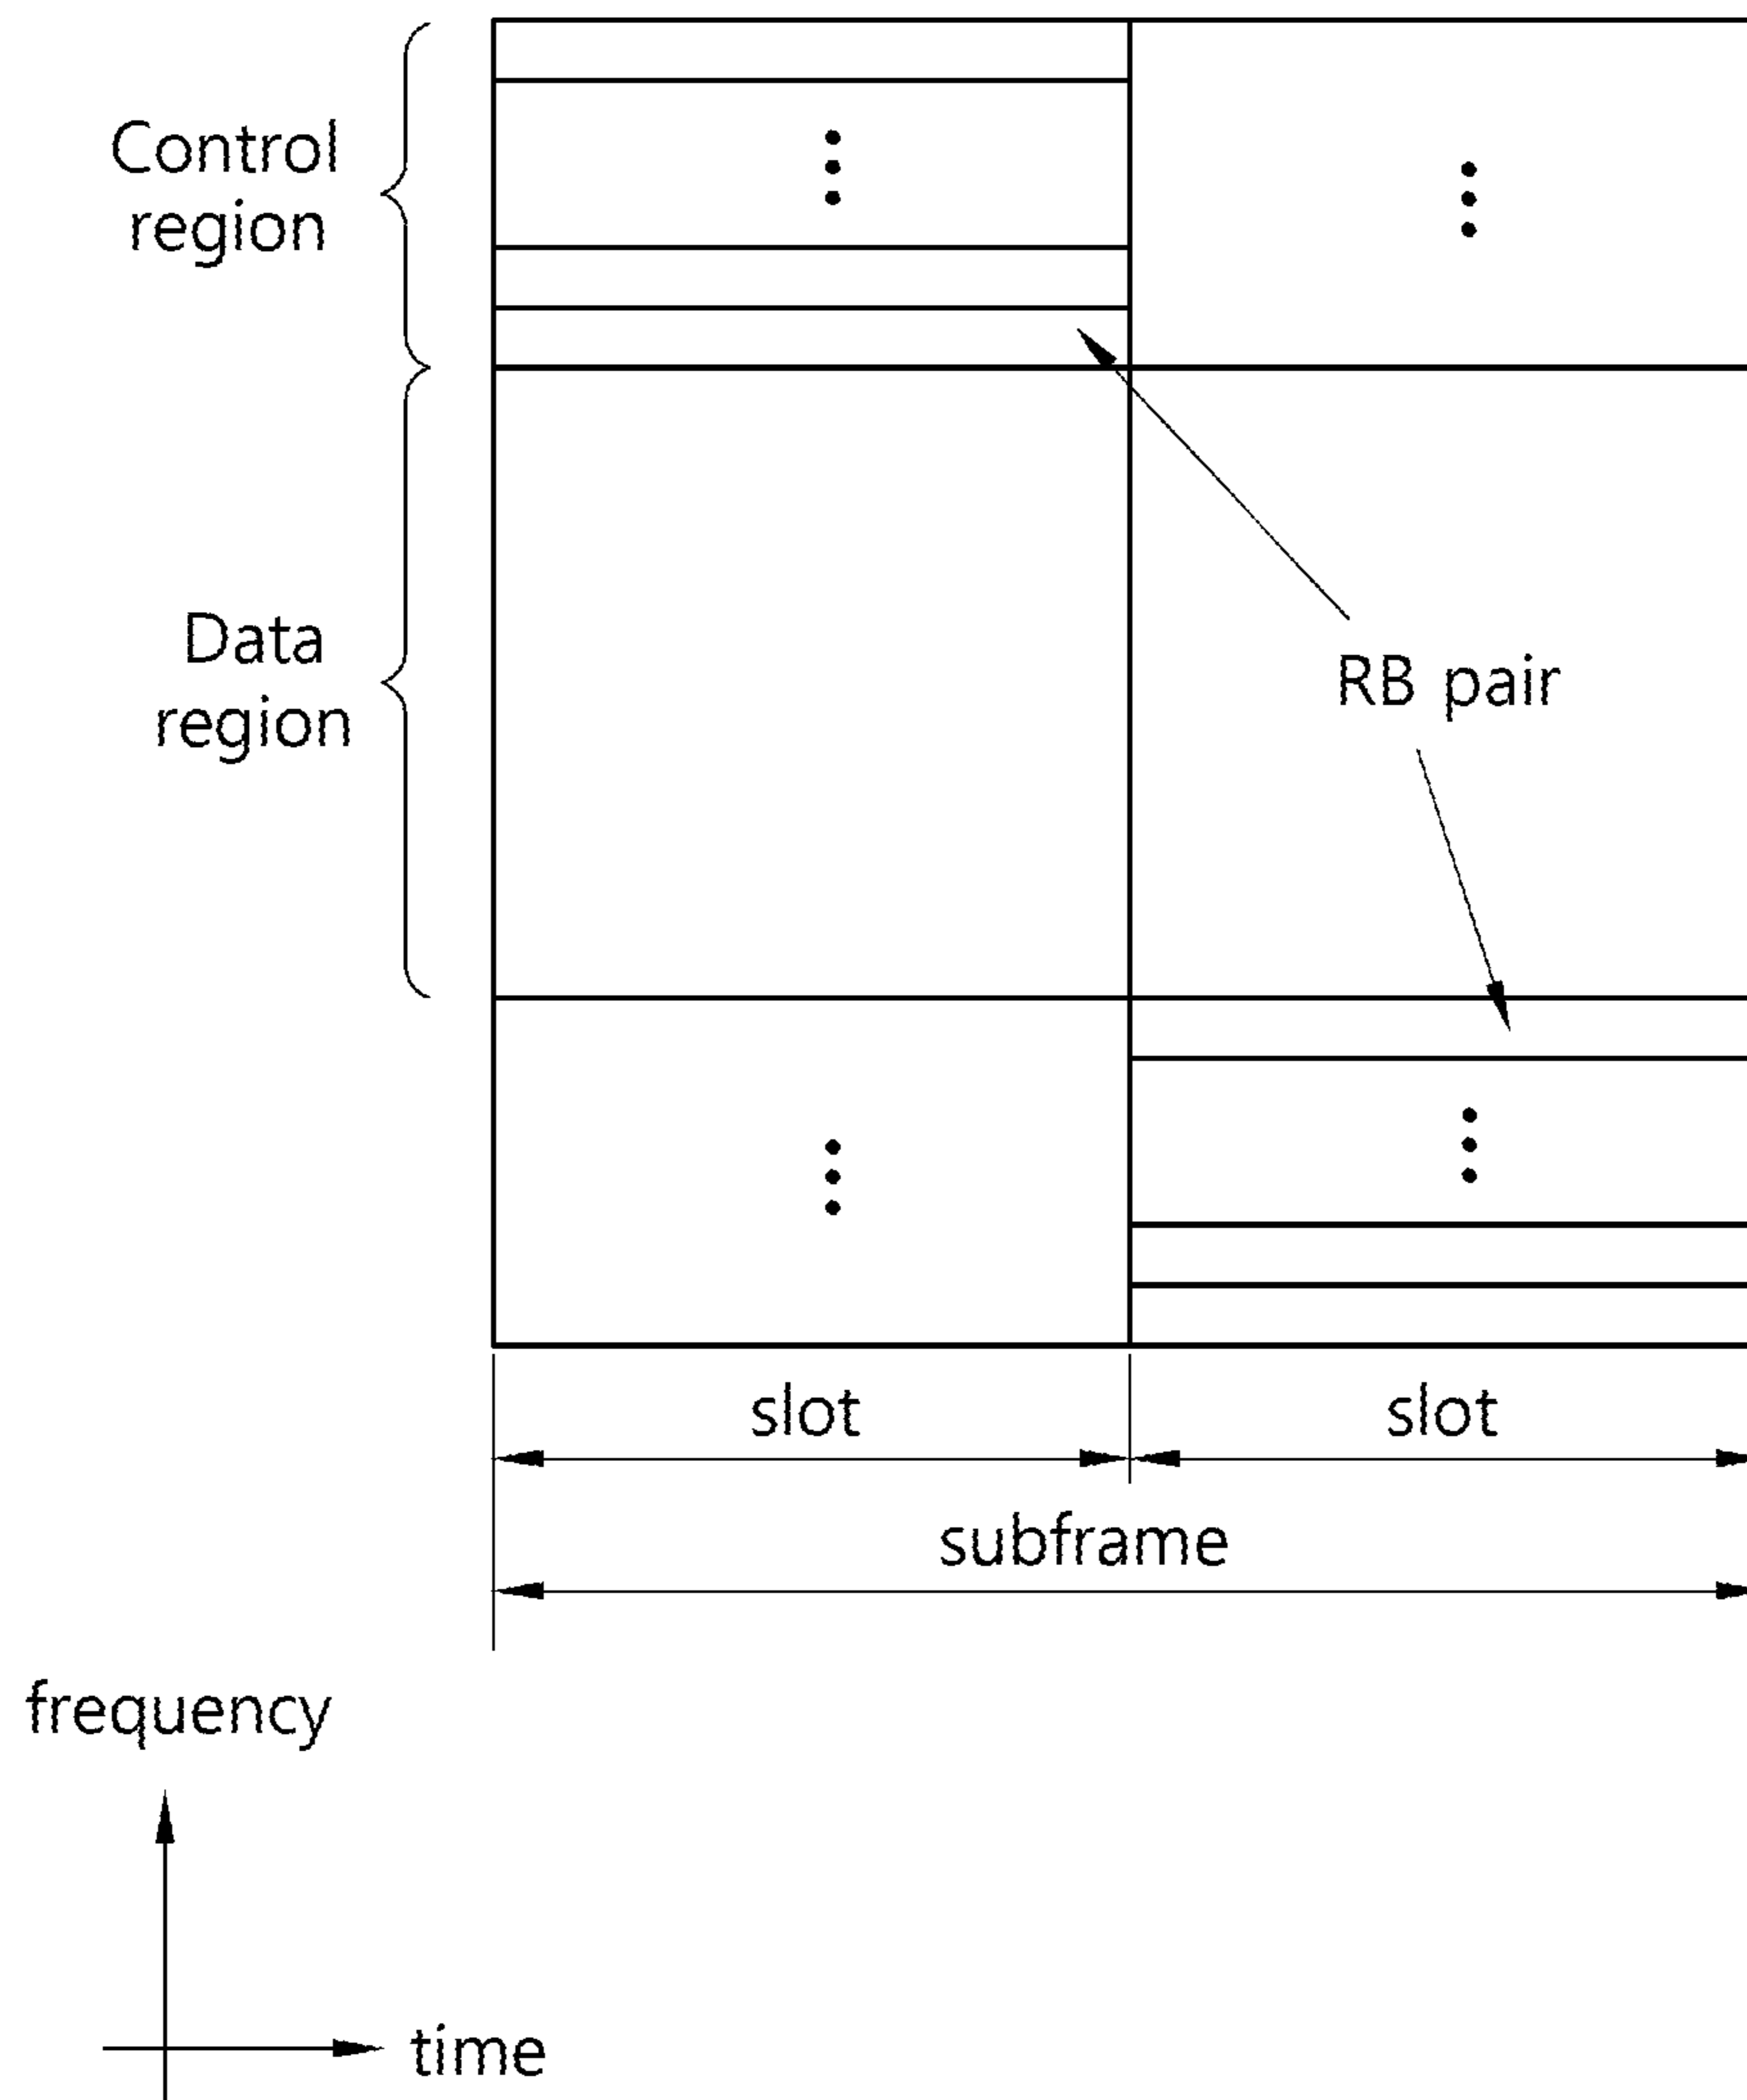 Control
region
Data
region
RB pair
slot
slot
subframe
frequency
time